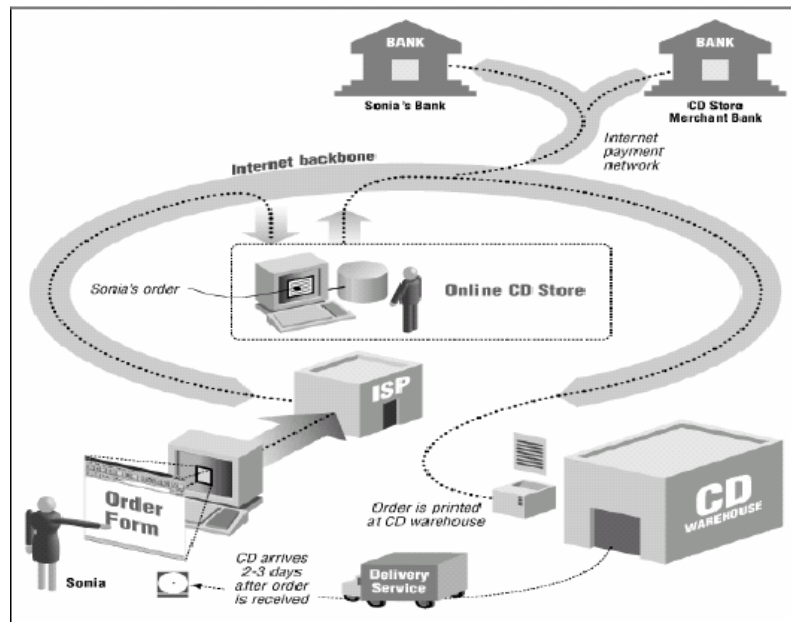 BANK
BANK
Sonia's Bank
CD Store
Merchant Bank
Internet
payment
network
Internet backbone
Sonia's order
Online CD Store
ISP
Order
Form
Order is printed
at CD warehouse
CD
WAREHOUSE
Sonia
CD arrives
2-3 days
after order
is received
Delivery
Service